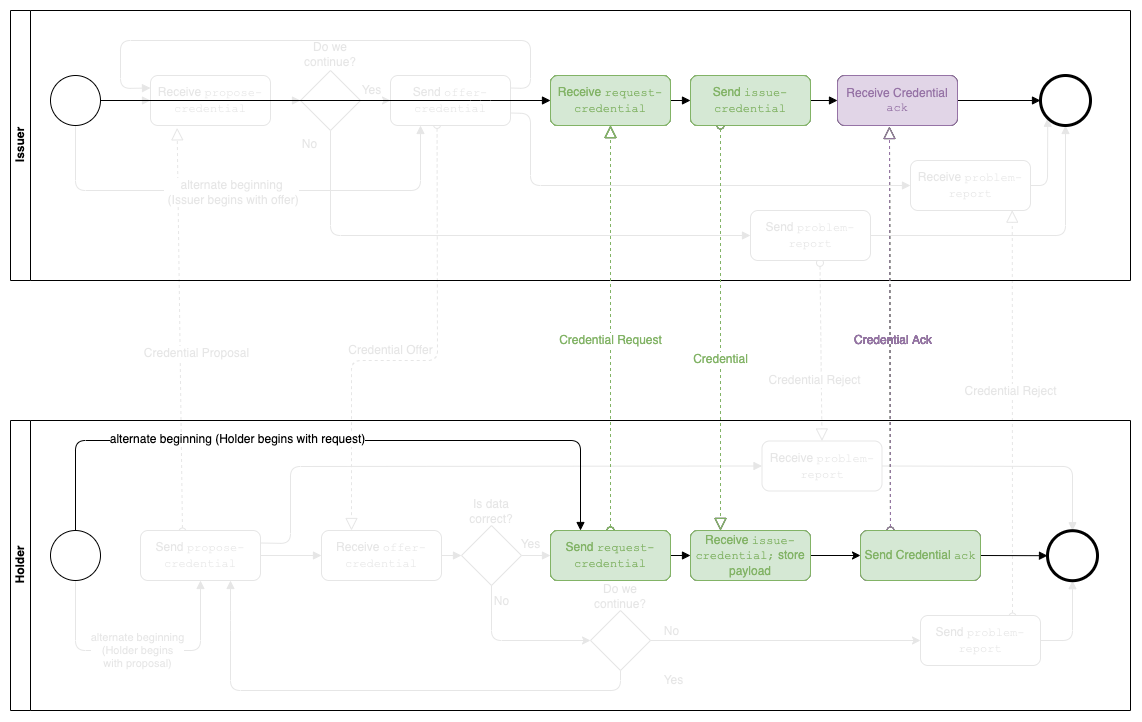 Issuer
Do we
continue?
Receive propose-
credential
Yes
Send offer-
credential
Receive request-
credential
Send issue-
credential
Receive Credential
ack
No
alternate beginning
(Issuer begins with offer)
Receive problem-
report
Send problem-
report
Credential Proposal
Credential Offer
Credential Request
Credential
Credential Ack
Credential Reject
Credential Reject
Holder
alternate beginning (Holder begins with request)
Receive problem-
report
Send propose-
credential
Receive offer-
credential
Is data
correct?
Yes
Send request-
credential
Receive issue-
credential; store
payload
Send Credential ack
No
Do we
continue?
No
Yes
alternate beginning
(Holder begins
with proposal)
Send problem-
report